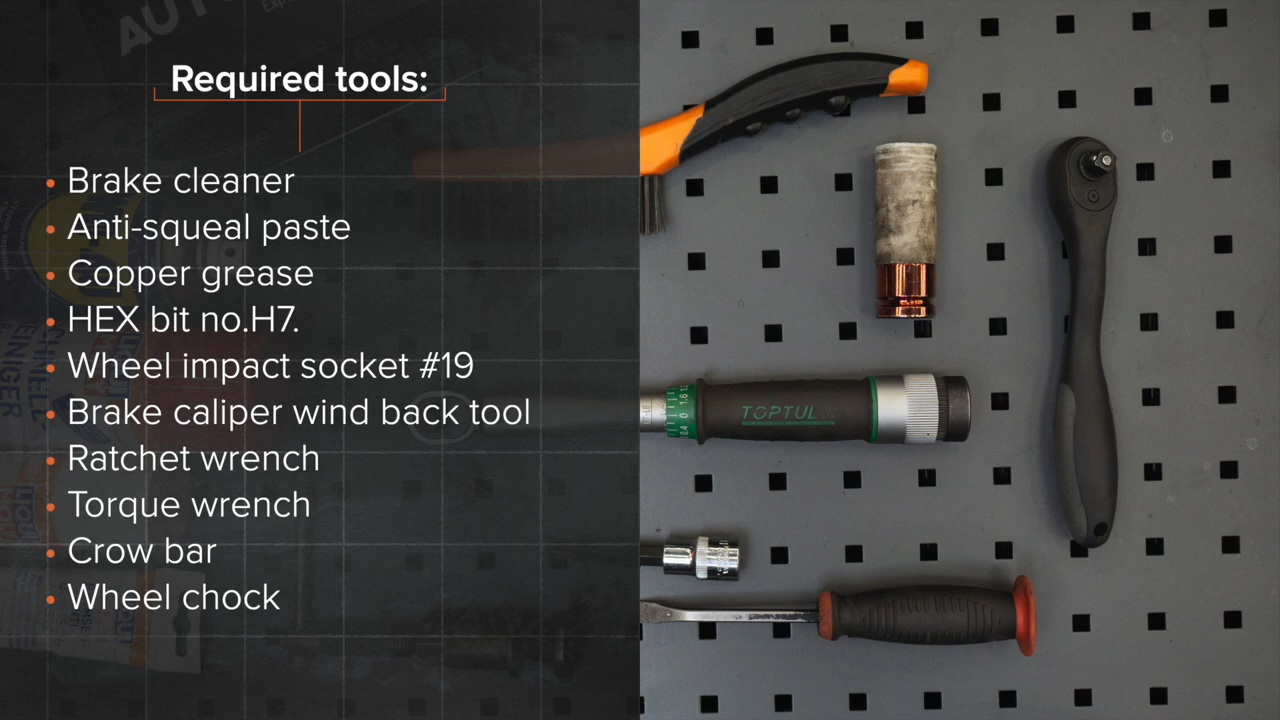 Required tools:
• Brake cleaner
• Anti-squeal paste
• Copper grease
• HEX bit no.H7.
• Wheel impact socket #19
• Brake caliper wind back tool
• Ratchet wrench
• Torque wrench
• Crow bar
• Wheel chock
TOPTUL